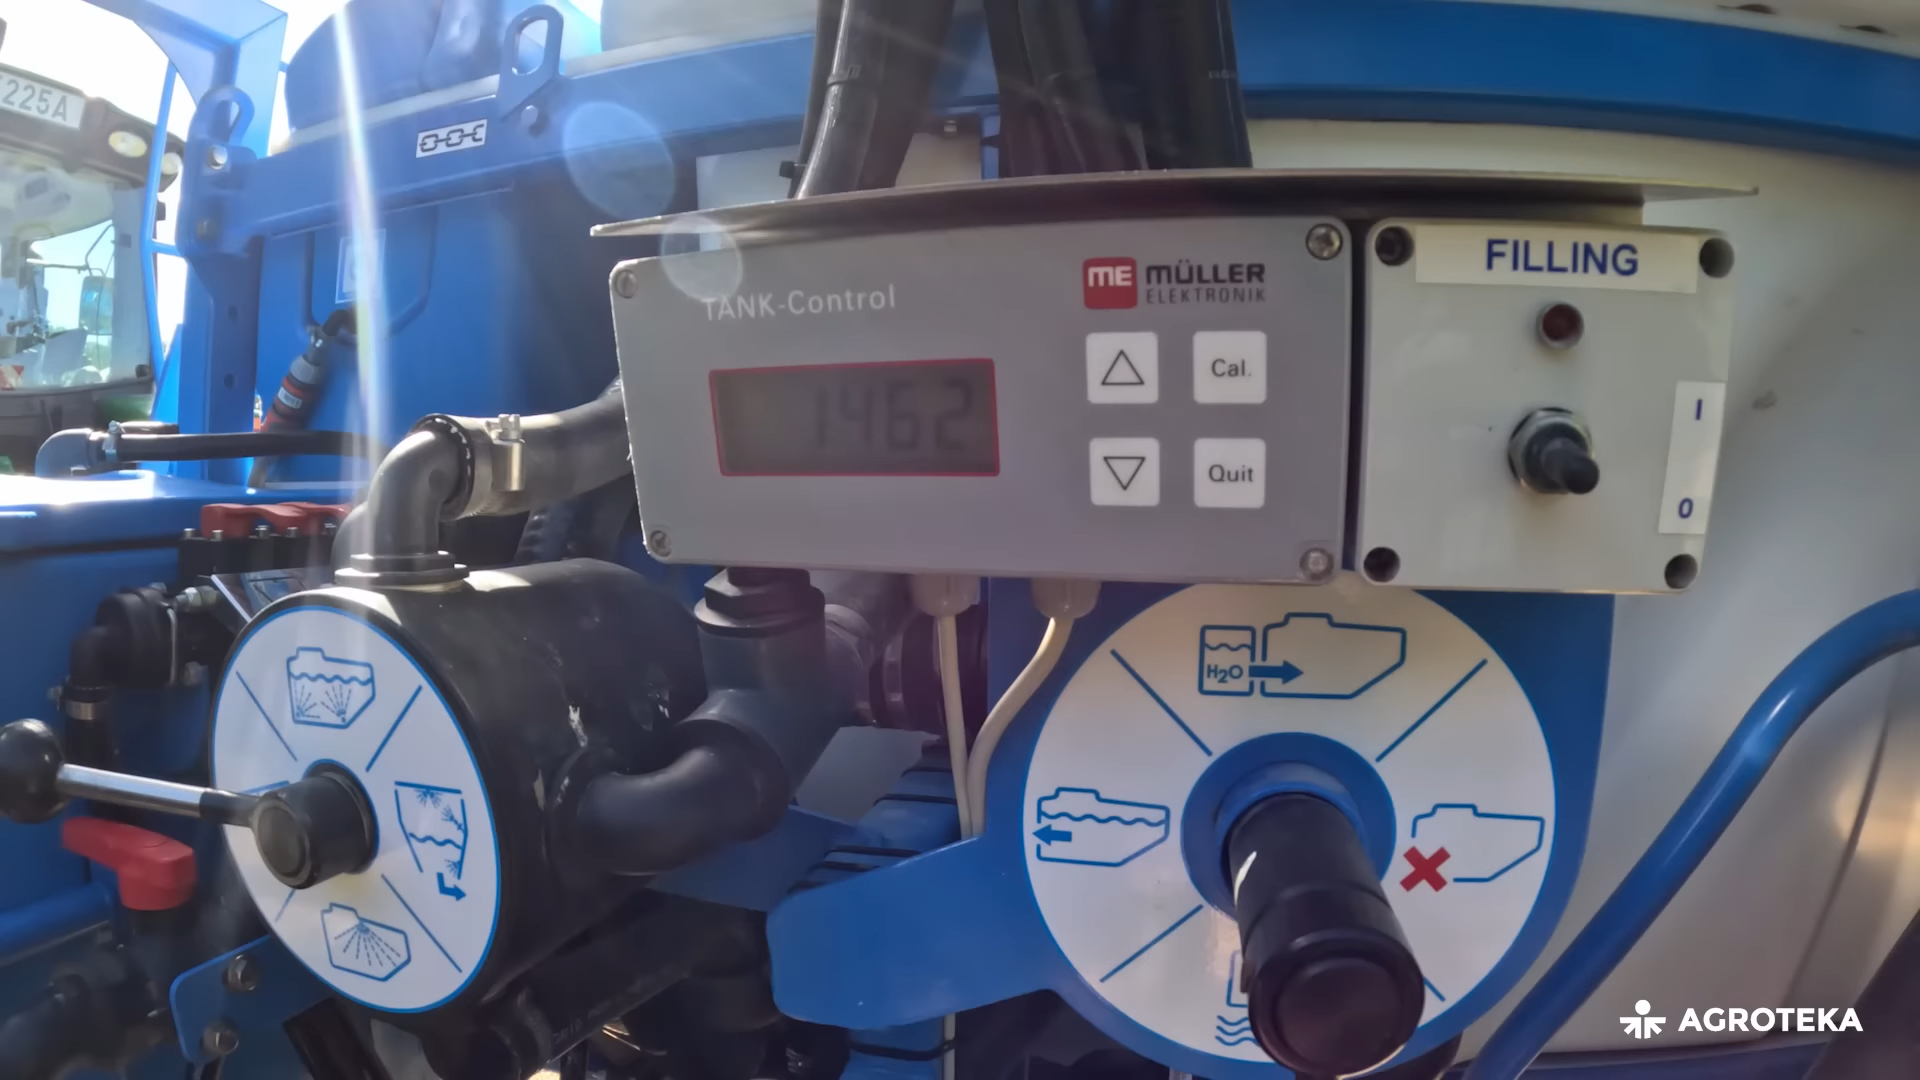 225A
TANK-Control
ME MÜLLER
ELEKTRONIK
1462
Cal.
Quit
FILLING
I
0
H2O
AGROTEKA